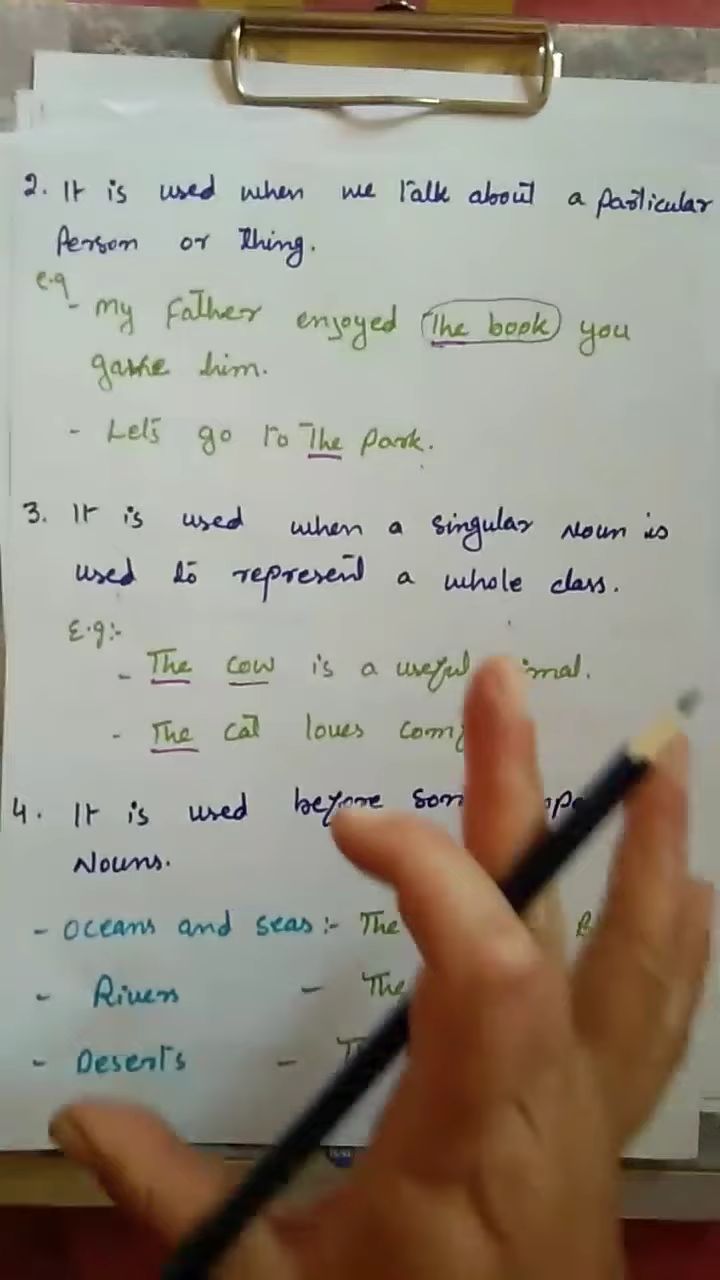 2. It is used when we Talk about a particular
Person or Thing.
e.g
- My Father enjoyed The book you
gave him.
- Let's go To The Park.
3. It is used when a singular Noun is
used to represent a whole class.
E.g:-
- The cow is a useful
- The cat loves
4. It is used before
Nouns.
- Oceans and seas :- The
- Rivers - The
- Deserts -